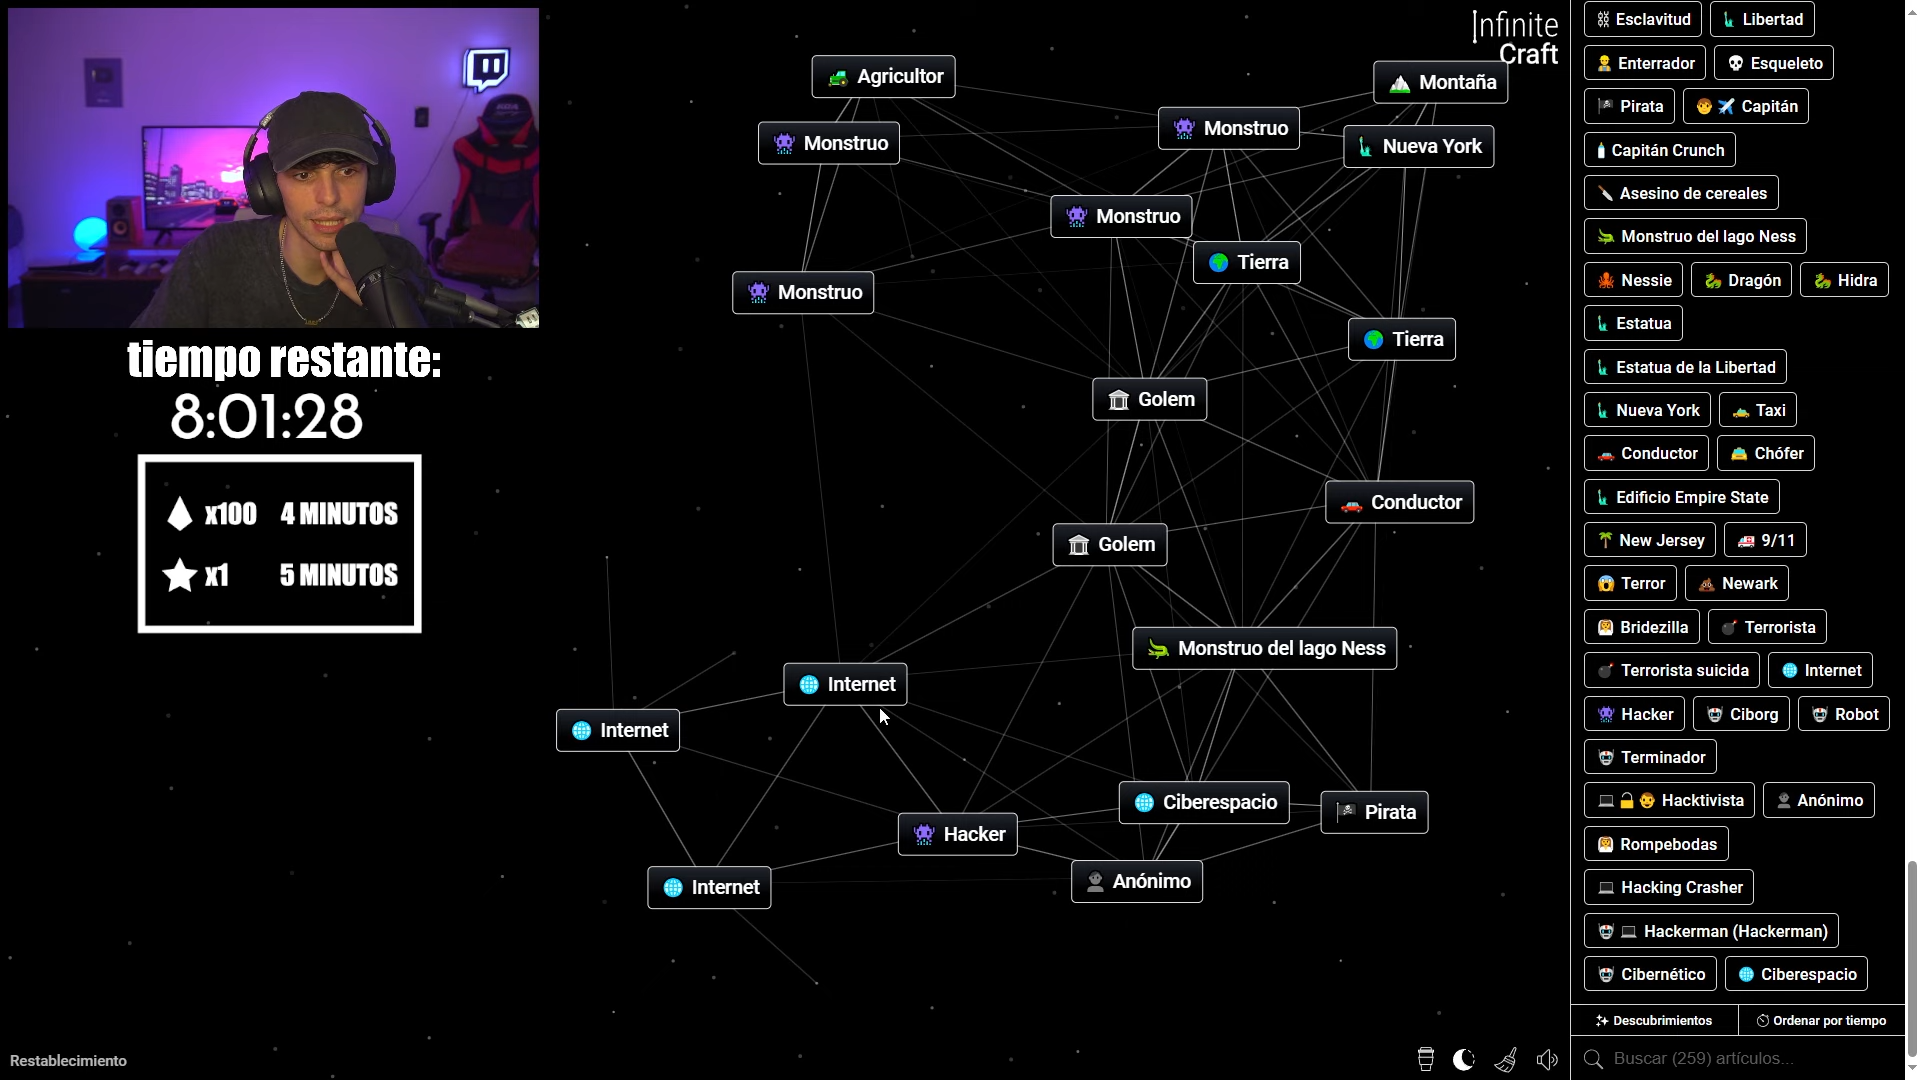 Infinite
Craft
Agricultor
Montaña
Monstruo
Monstruo
Nueva York
Monstruo
Tierra
Monstruo
Tierra
Golem
Conductor
Golem
Monstruo del lago Ness
Internet
Internet
Ciberespacio
Pirata
Hacker
Anónimo
Internet
tiempo restante:
8:01:28
x100 4 MINUTOS
x1 5 MINUTOS
Restablecimiento
Esclavitud Libertad
Enterrador Esqueleto
Pirata Capitán
Capitán Crunch
Asesino de cereales
Monstruo del lago Ness
Nessie Dragón Hidra
Estatua
Estatua de la Libertad
Nueva York Taxi
Conductor Chófer
Edificio Empire State
New Jersey 9/11
Terror Newark
Bridezilla Terrorista
Terrorista suicida Internet
Hacker Ciborg Robot
Terminador
Hacktivista Anónimo
Rompebodas
Hacking Crasher
Hackerman (Hackerman)
Cibernético Ciberespacio
Descubrimientos Ordenar por tiempo
Buscar (259) artículos...